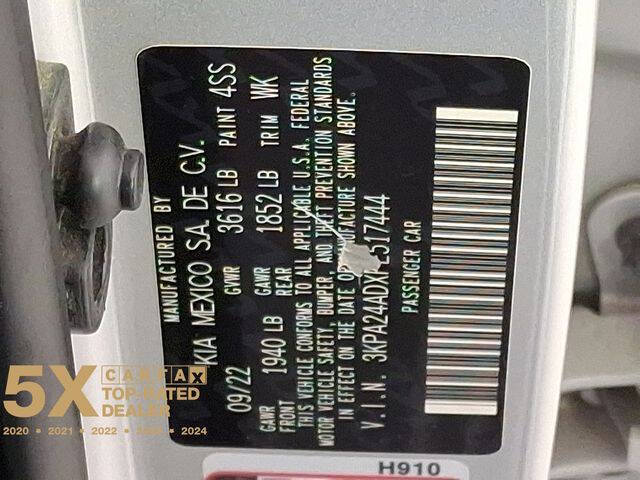 MANUFACTURED BY
KIA MEXICO S.A. DE C.V.
09/22 GVWR 3616 LB PAINT 4SS
GAWR FRONT 1940 LB GAWR REAR 1852 LB TRIM WK
THIS VEHICLE CONFORMS TO ALL APPLICABLE U.S.A. FEDERAL
MOTOR VEHICLE SAFETY, BUMPER, AND THEFT PREVENTION STANDARDS
IN EFFECT ON THE DATE OF MANUFACTURE SHOWN ABOVE.
V.I.N. 3KPA24ADX 517444
PASSENGER CAR
H910
5X CARFAX
TOP-RATED
DEALER
2020 • 2021 • 2022 2024